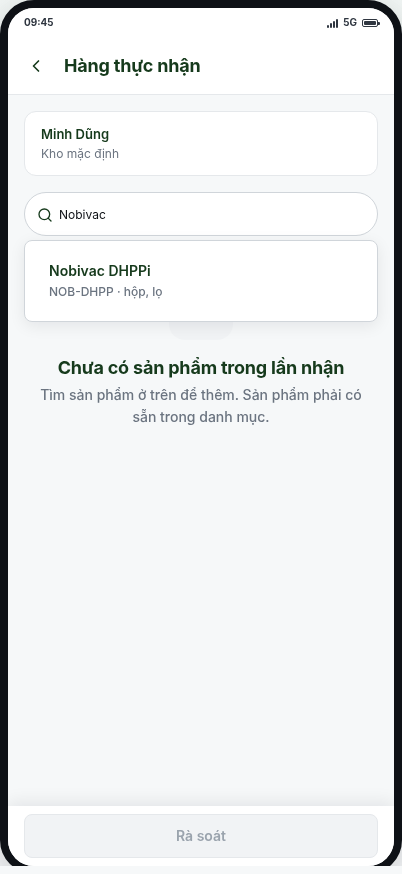 09:45
5G
Hàng thực nhận
Minh Dũng
Kho mặc định
Nobivac
Nobivac DHPPi
NOB-DHPP · hộp, lọ
Chưa có sản phẩm trong lần nhận
Tìm sản phẩm ở trên để thêm. Sản phẩm phải có
sẵn trong danh mục.
Rà soát